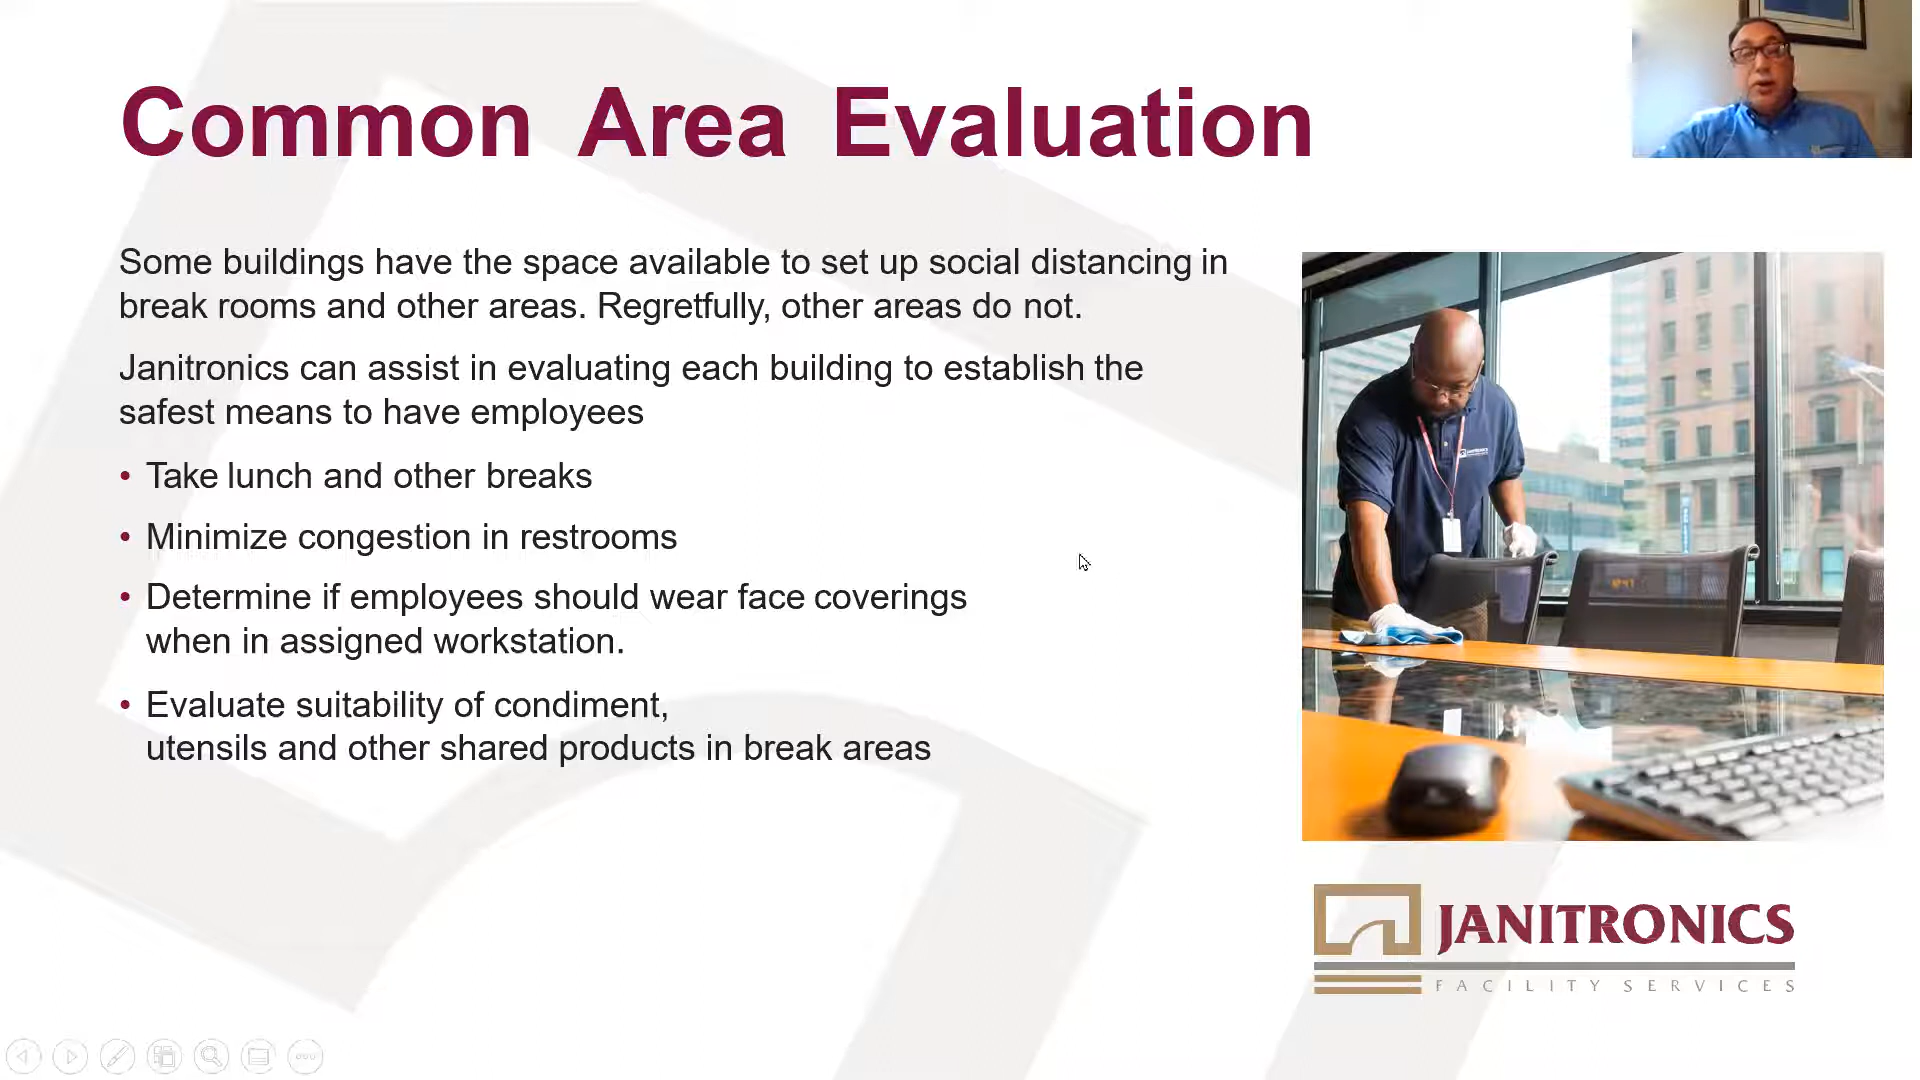 Common Area Evaluation
Some buildings have the space available to set up social distancing in
break rooms and other areas. Regretfully, other areas do not.
Janitronics can assist in evaluating each building to establish the
safest means to have employees
• Take lunch and other breaks
• Minimize congestion in restrooms
• Determine if employees should wear face coverings
when in assigned workstation.
• Evaluate suitability of condiment,
utensils and other shared products in break areas
JANITRONICS
FACILITY SERVICES